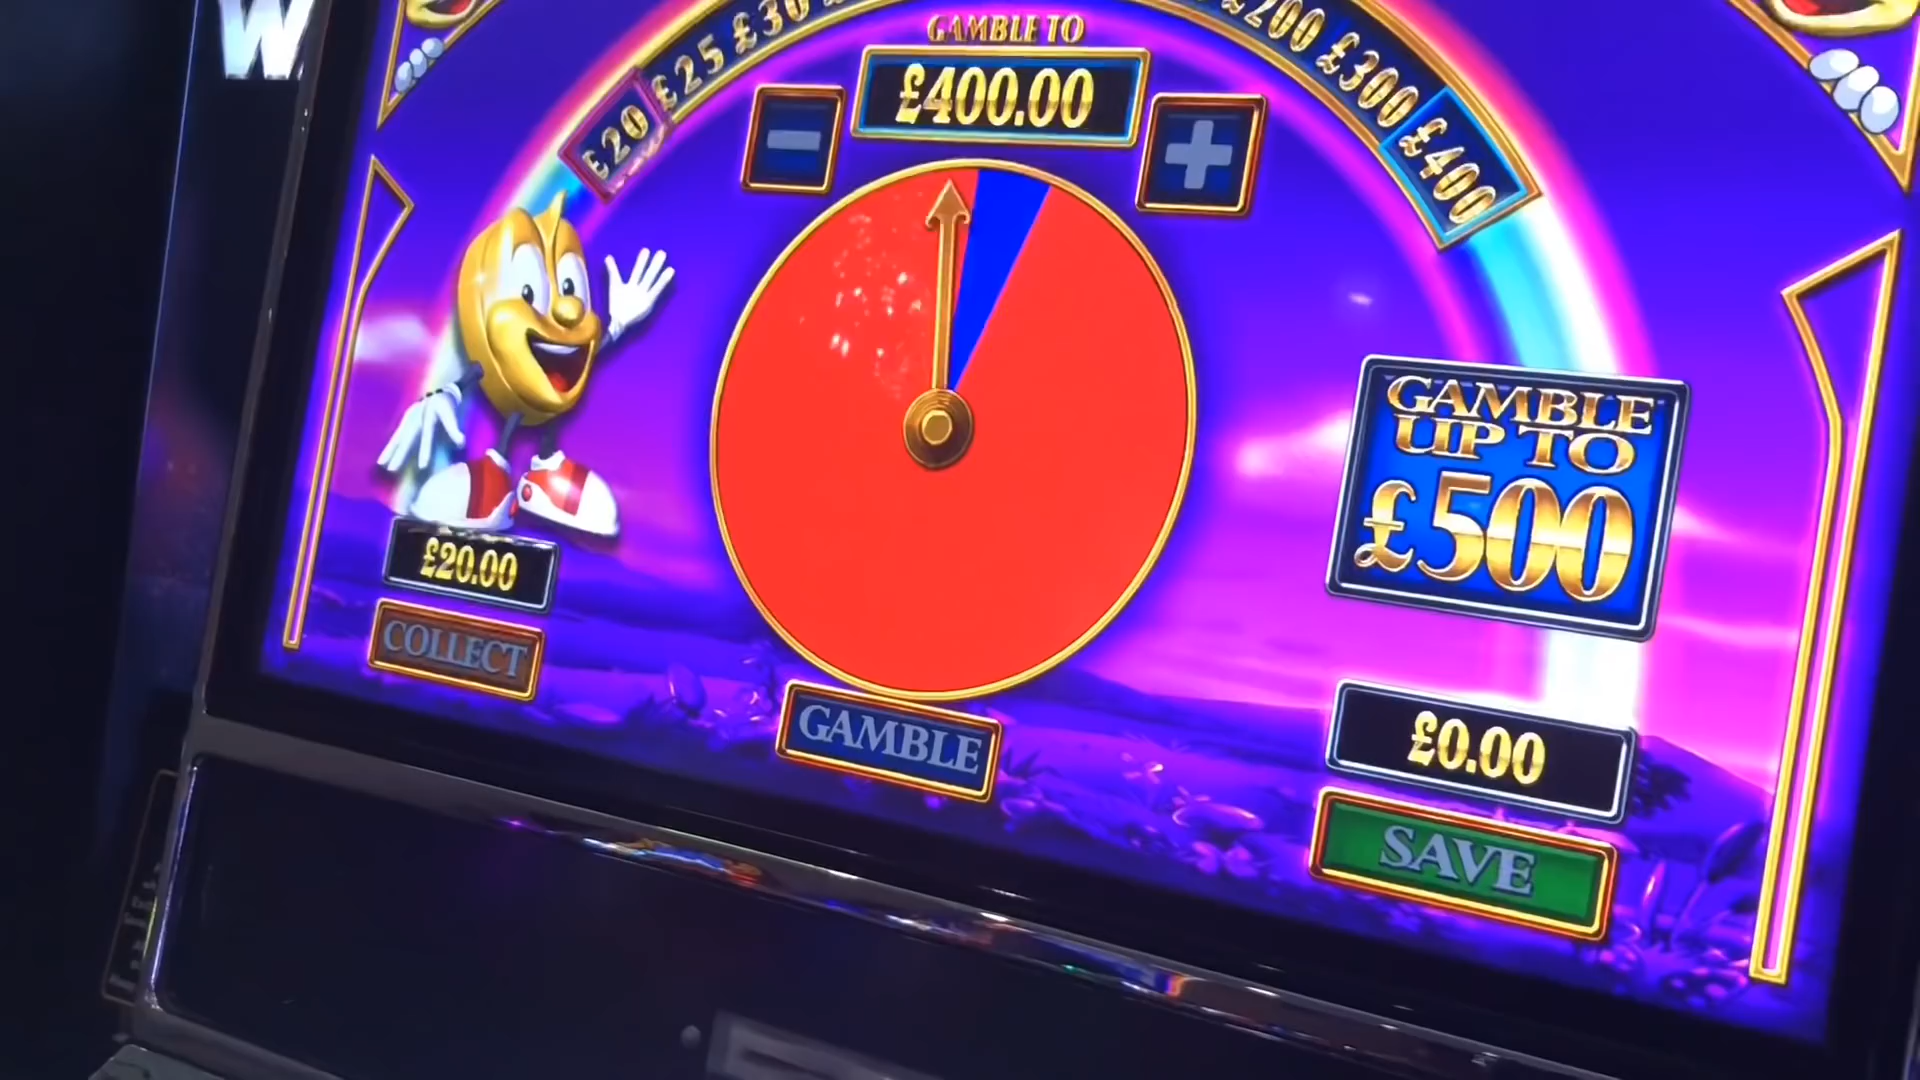 W
£20 £25 £30
£200 £300 £400
GAMBLE TO
£400.00
-
+
GAMBLE
UP TO
£500
£20.00
COLLECT
GAMBLE
£0.00
SAVE